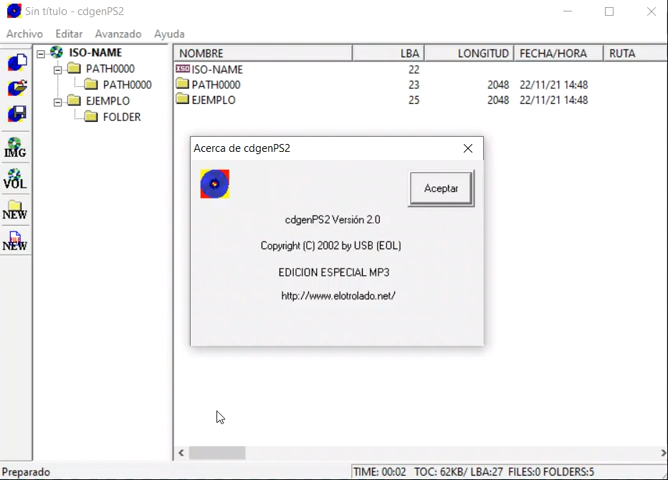 Sin título - cdgenPS2
Archivo Editar Avanzado Ayuda
ISO-NAME
PATH0000
PATH0000
EJEMPLO
FOLDER
IMG
VOL
NEW
NEW
NOMBRE LBA LONGITUD FECHA/HORA RUTA
ISO ISO-NAME 22
PATH0000 23 2048 22/11/21 14:48
EJEMPLO 25 2048 22/11/21 14:48
Acerca de cdgenPS2
Aceptar
cdgenPS2 Versión 2.0
Copyright (C) 2002 by USB (EOL)
EDICION ESPECIAL MP3
http://www.elotrolado.net/
Preparado
TIME: 00:02 TOC: 62KB/ LBA:27 FILES:0 FOLDERS:5